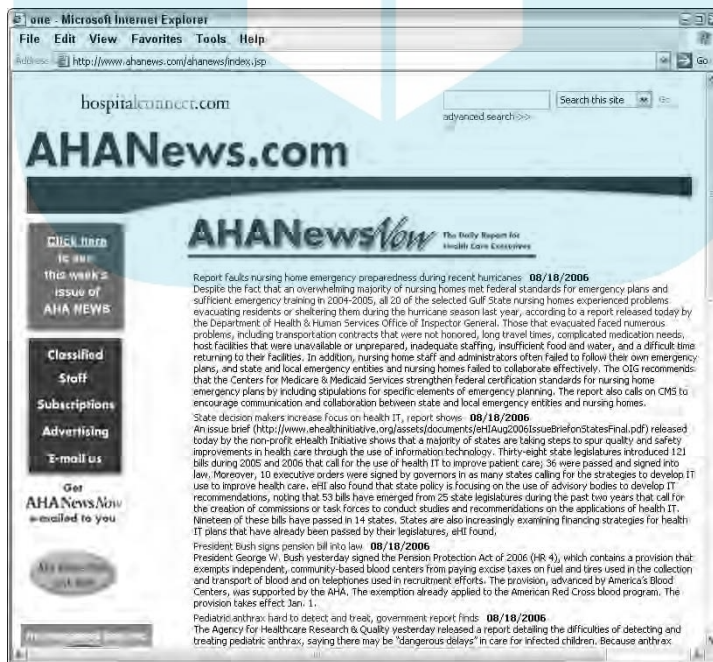 one - Microsoft Internet Explorer
File Edit View Favorites Tools Help
Address http://www.ahanews.com/ahanews/index.jsp Go
hospitalconnect.com
Search this site Go
advanced search >>
AHANews.com
Click here
to see
this week's
issue of
AHA NEWS
Classified
Staff
Subscriptions
Advertising
E-mail us
Get
AHANewsNow
e-mailed to you
AHANewsNow The Daily Report for
Health Care Executives
Report faults nursing home emergency preparedness during recent hurricanes 08/18/2006
Despite the fact that an overwhelming majority of nursing homes met federal standards for emergency plans and
sufficient emergency training in 2004-2005, all 20 of the selected Gulf State nursing homes experienced problems
evacuating residents or sheltering them during the hurricane season last year, according to a report released today by
the Department of Health & Human Services Office of Inspector General. Those that evacuated faced numerous
problems, including transportation contracts that were not honored, long travel times, complicated medication needs,
host facilities that were unavailable or unprepared, inadequate staffing, insufficient food and water, and a difficult time
returning to their facilities. In addition, nursing home staff and administrators often failed to follow their own emergency
plans, and state and local emergency entities and nursing homes failed to collaborate effectively. The OIG recommends
that the Centers for Medicare & Medicaid Services strengthen federal certification standards for nursing home
emergency plans by including stipulations for specific elements of emergency planning. The report also calls on CMS to
encourage communication and collaboration between state and local emergency entities and nursing homes.
State decision makers increase focus on health IT, report shows 08/18/2006
An issue brief (http://www.ehealthinitiative.org/assets/documents/eHIAug2006IssueBriefonStatesFinal.pdf) released
today by the non-profit eHealth Initiative shows that a majority of states are taking steps to spur quality and safety
improvements in health care through the use of information technology. Thirty-eight state legislatures introduced 121
bills during 2005 and 2006 that call for the use of health IT to improve patient care; 36 were passed and signed into
law. Moreover, 10 executive orders were signed by governors in as many states calling for the strategies to develop IT
use to improve health care. eHI also found that state policy is focusing on the use of advisory bodies to develop IT
recommendations, noting that 53 bills have emerged from 25 state legislatures during the past two years that call for
the creation of commissions or task forces to conduct studies and recommendations on the applications of health IT.
Nineteen of these bills have passed in 14 states. States are also increasingly examining financing strategies for health
IT plans that have already been passed by their legislatures, eHI found.
President Bush signs pension bill into law 08/18/2006
President George W. Bush yesterday signed the Pension Protection Act of 2006 (HR 4), which contains a provision that
exempts independent, community-based blood centers from paying excise taxes on fuel and tires used in the collection
and transport of blood and on telephones used in recruitment efforts. The provision, advanced by America's Blood
Centers, was supported by the AHA. The exemption already applied to the American Red Cross blood program. The
provision takes effect Jan. 1.
Pediatric anthrax hard to detect and treat, government report finds 08/18/2006
The Agency for Healthcare Research & Quality yesterday released a report detailing the difficulties of detecting and
treating pediatric anthrax, saying there may be "dangerous delays" in care for infected children. Because anthrax